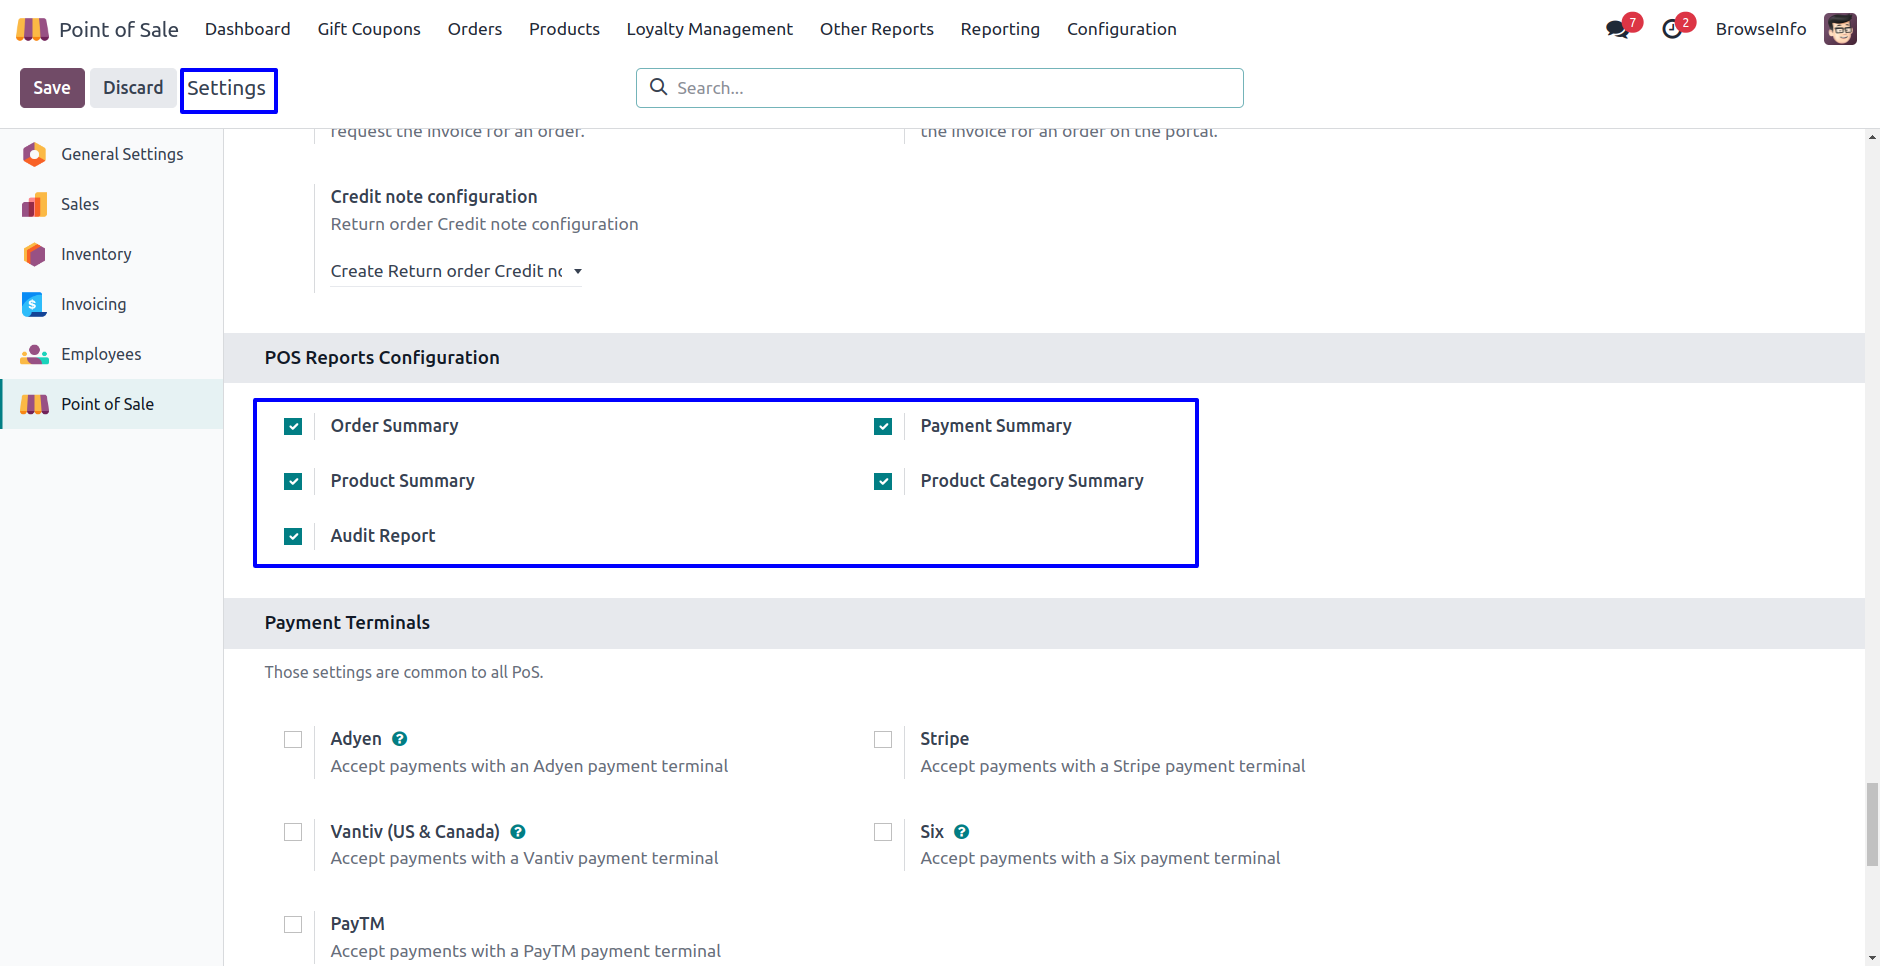 Point of Sale Dashboard Gift Coupons Orders Products Loyalty Management Other Reports Reporting Configuration 7 2 BrowseInfo
Save Discard Settings Search...
request the invoice for an order. the invoice for an order on the portal.
General Settings
Sales
Inventory
Invoicing
Employees
Point of Sale
Credit note configuration
Return order Credit note configuration
Create Return order Credit no
POS Reports Configuration
Order Summary Payment Summary
Product Summary Product Category Summary
Audit Report
Payment Terminals
Those settings are common to all PoS.
Adyen ? Stripe
Accept payments with an Adyen payment terminal Accept payments with a Stripe payment terminal
Vantiv (US & Canada) ? Six ?
Accept payments with a Vantiv payment terminal Accept payments with a Six payment terminal
PayTM
Accept payments with a PayTM payment terminal